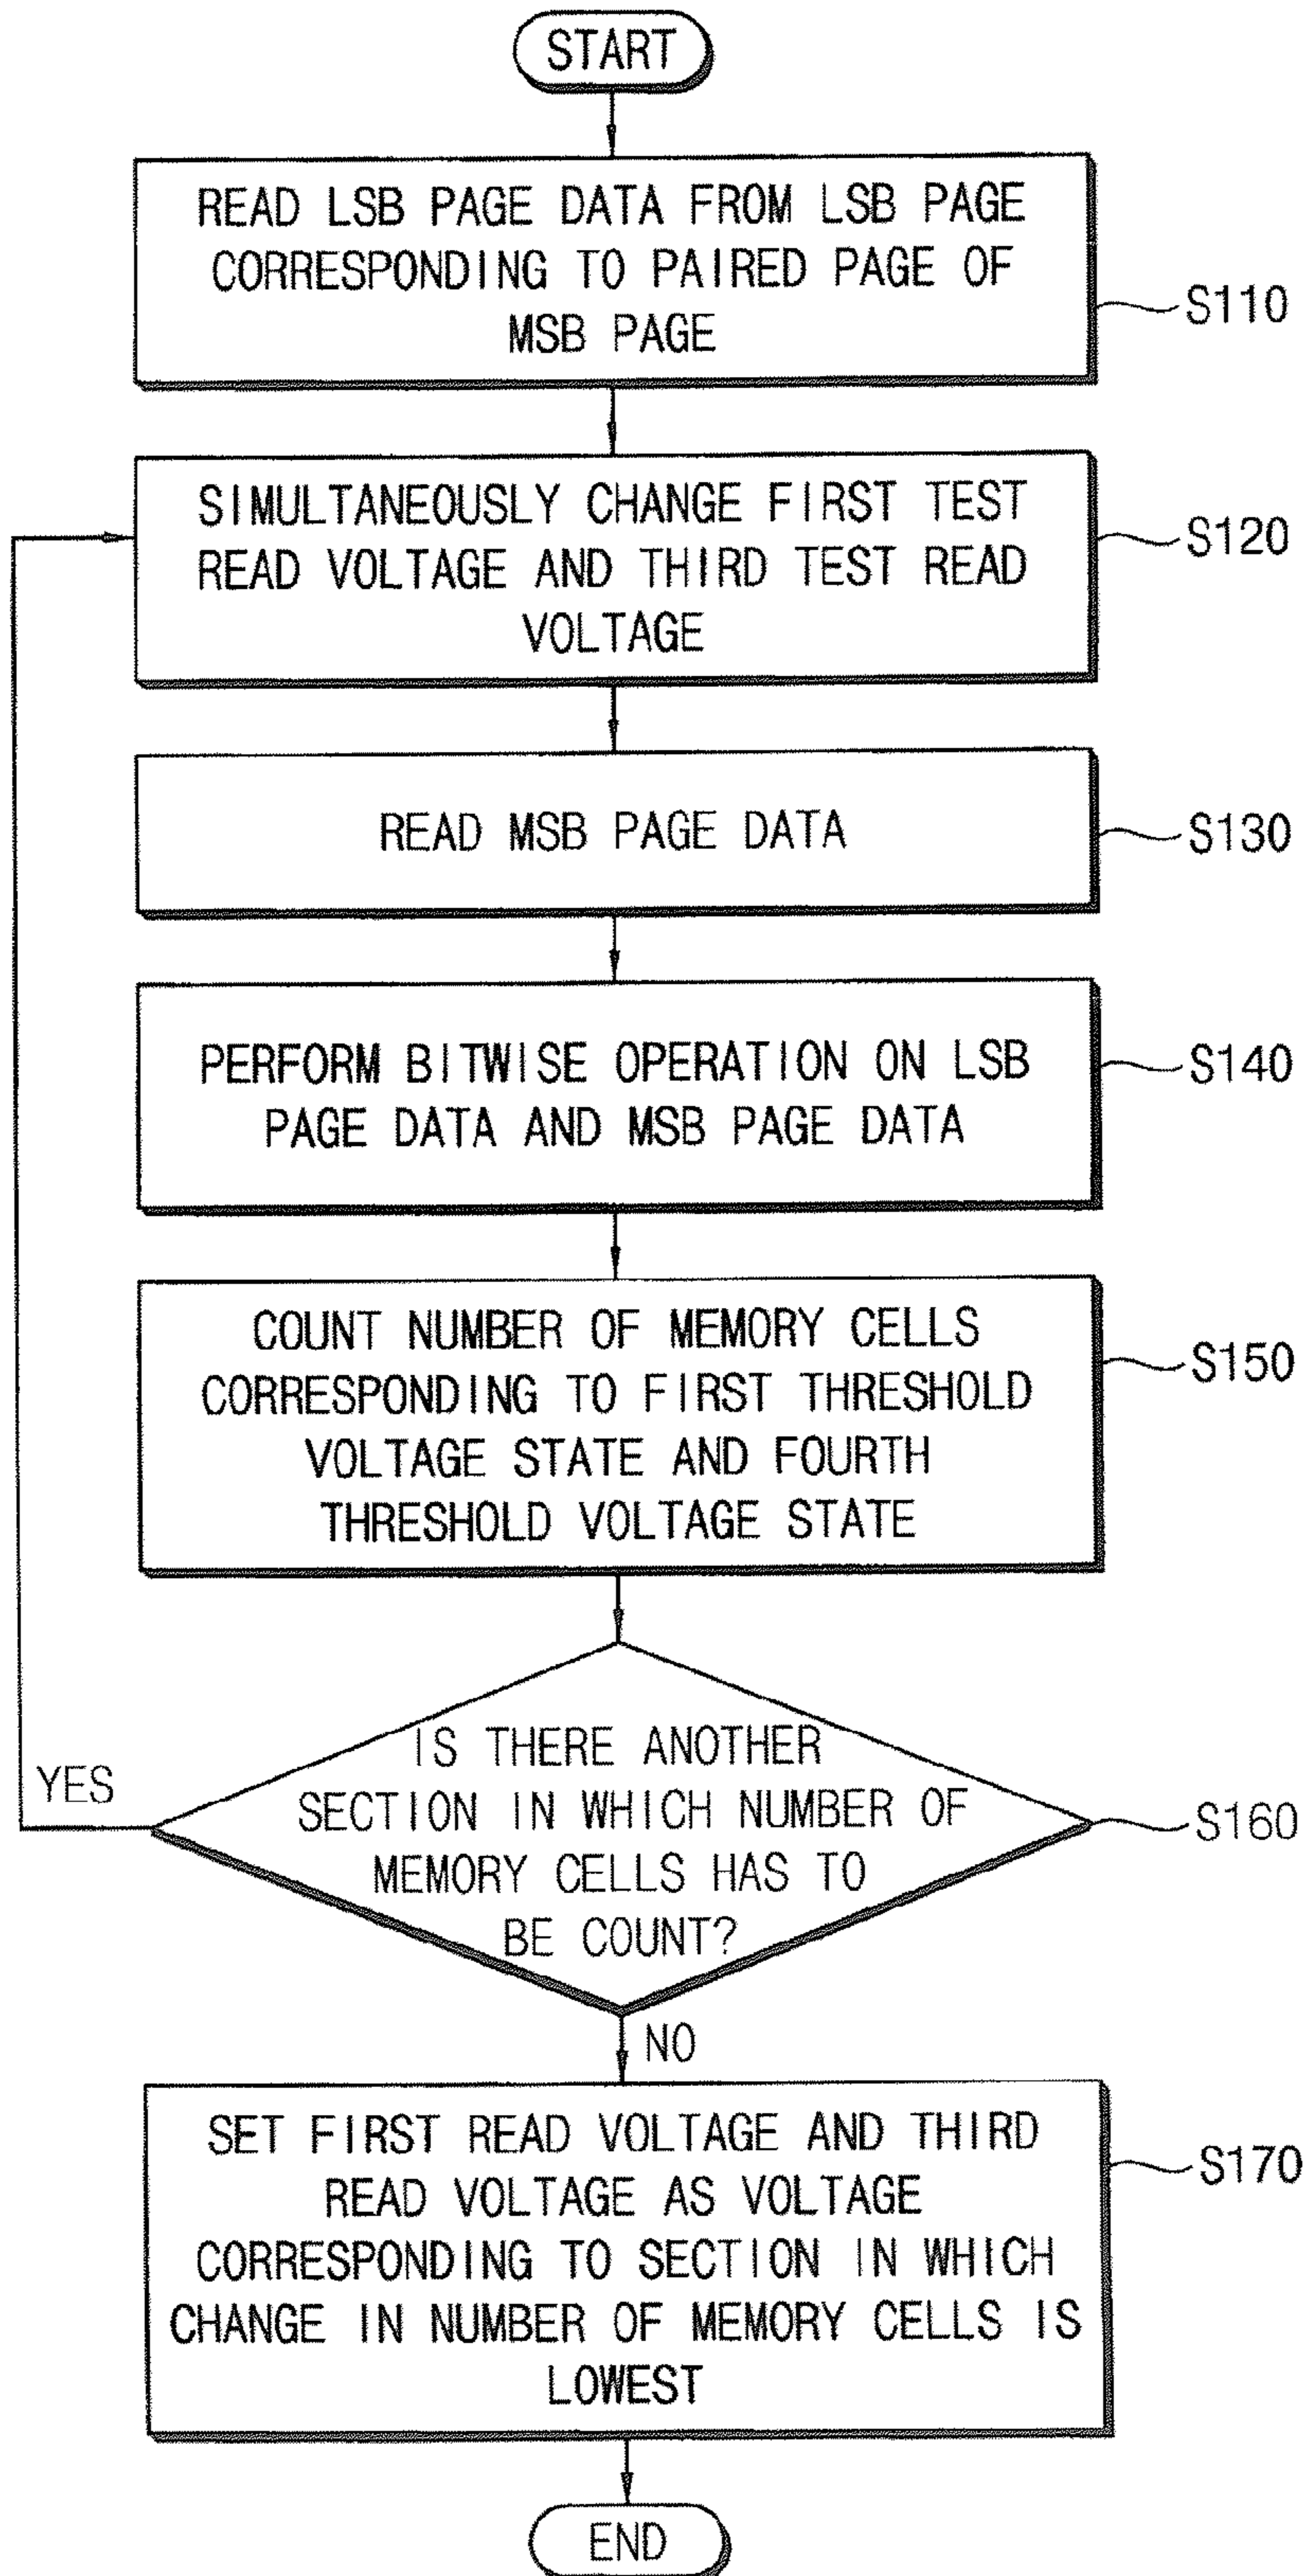 START
READ LSB PAGE DATA FROM LSB PAGE
CORRESPONDING TO PAIRED PAGE OF
MSB PAGE
S110
SIMULTANEOUSLY CHANGE FIRST TEST
READ VOLTAGE AND THIRD TEST READ
VOLTAGE
S120
READ MSB PAGE DATA
S130
PERFORM BITWISE OPERATION ON LSB
PAGE DATA AND MSB PAGE DATA
S140
COUNT NUMBER OF MEMORY CELLS
CORRESPONDING TO FIRST THRESHOLD
VOLTAGE STATE AND FOURTH
THRESHOLD VOLTAGE STATE
S150
IS THERE ANOTHER
SECTION IN WHICH NUMBER OF
MEMORY CELLS HAS TO
BE COUNT?
S160
YES
NO
SET FIRST READ VOLTAGE AND THIRD
READ VOLTAGE AS VOLTAGE
CORRESPONDING TO SECTION IN WHICH
CHANGE IN NUMBER OF MEMORY CELLS IS
LOWEST
S170
END